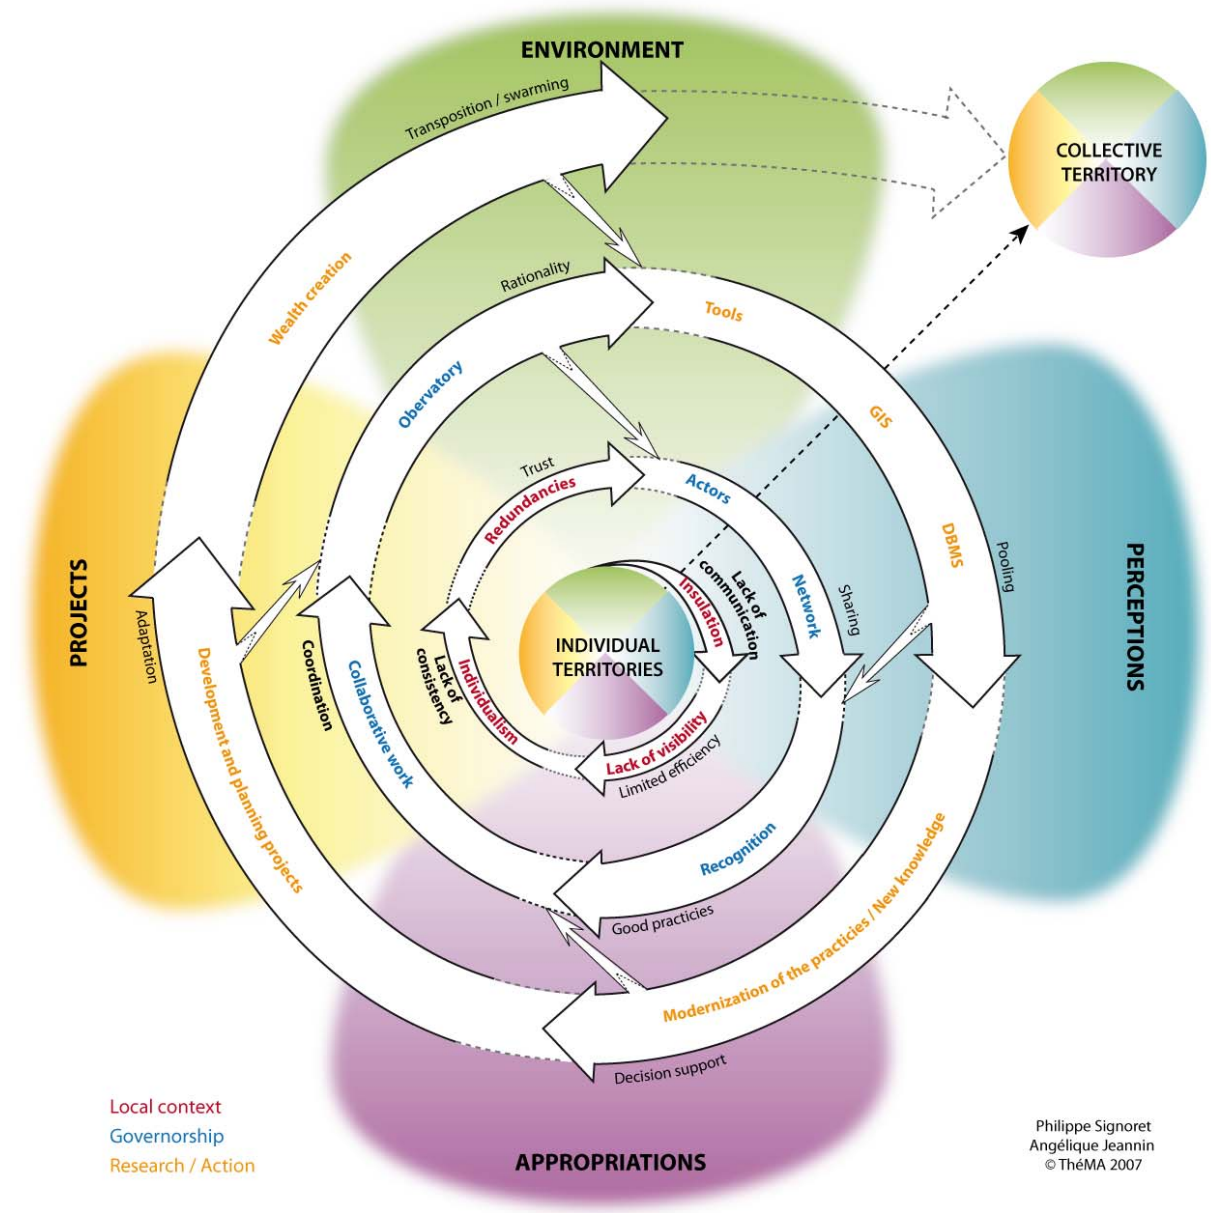 ENVIRONMENT
Transposition / swarming
COLLECTIVE
TERRITORY
Wealth creation
Rationality
Tools
Obervatory
GIS
Trust
Redundancies
Actors
DBMS
Pooling
PERCEPTIONS
PROJECTS
Adaptation
Lack of
communication
Insulation
Network
Sharing
INDIVIDUAL
TERRITORIES
Development and planning projects
Coordination
Collaborative work
Lack of
consistency
Individualism
Lack of visibility
Limited efficiency
Recognition
Good practicies
Modernization of the practicies / New knowledge
Decision support
Local context
Governorship
Research / Action
APPROPRIATIONS
Philippe Signoret
Angélique Jeannin
© ThéMA 2007